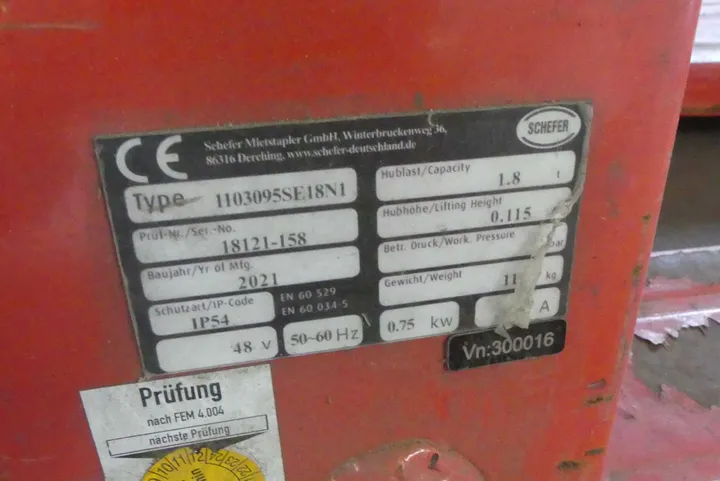 CE
Schefer Mietstapler GmbH, Winterbruckenweg 36,
86316 Derching, www.schefer-deutschland.de
SCHEFER
Type 1103095SE18N1
Prüf-Nr./Ser.-No.
18121-158
Baujahr/Yr of Mfg.
2021
Schutzart/IP-Code
IP54
EN 60 529
EN 60 034-5
48 V
50~60 Hz
Hublast/Capacity
1.8 t
Hubhöhe/Lifting Height
0.115
Betr. Druck/Work. Pressure
bar
Gewicht/Weight
kg
0.75 kw
A
Vn:300016
Prüfung
nach FEM 4.004
nächste Prüfung
10 11 12